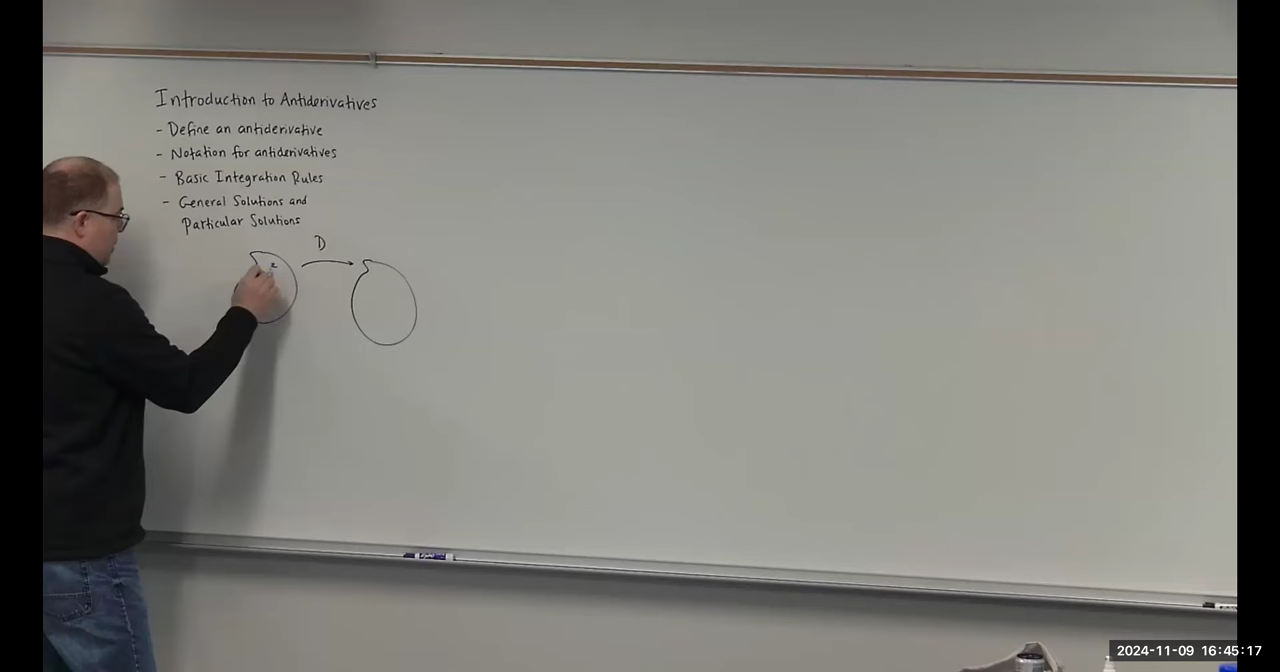 Introduction to Antiderivatives
- Define an antiderivative
- Notation for antiderivatives
- Basic Integration Rules
- General Solutions and
Particular Solutions
D
2024-11-09 16:45:17